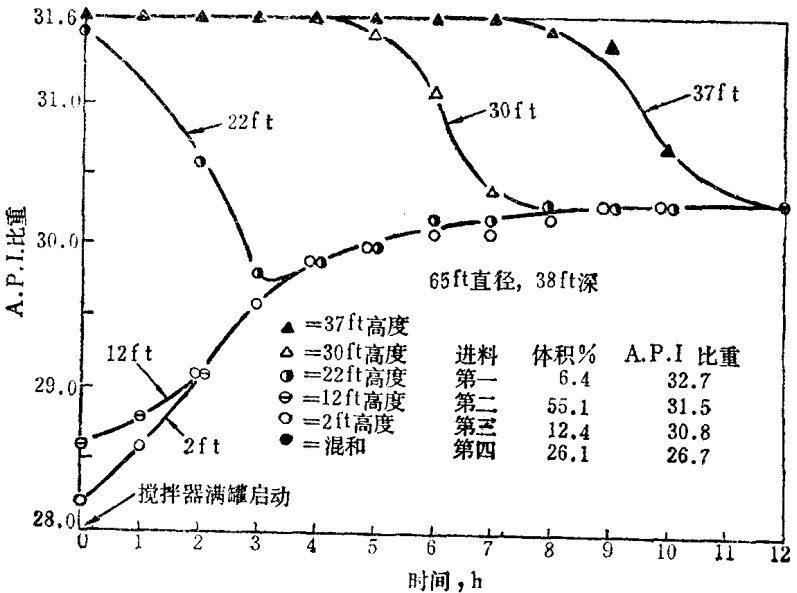 31.6
31.0
30.0
29.0
28.0
A.P.I.比重
22ft
30ft
37ft
12ft
2ft
65ft直径，38ft深
▲=37ft高度
△=30ft高度
◑=22ft高度
⊖=12ft高度
○=2ft高度
●=混和
进料 体积% A.P.I 比重
第一 6.4 32.7
第二 55.1 31.5
第三 12.4 30.8
第四 26.1 26.7
搅拌器满罐启动
0 1 2 3 4 5 6 7 8 9 10 11 12
时间，h